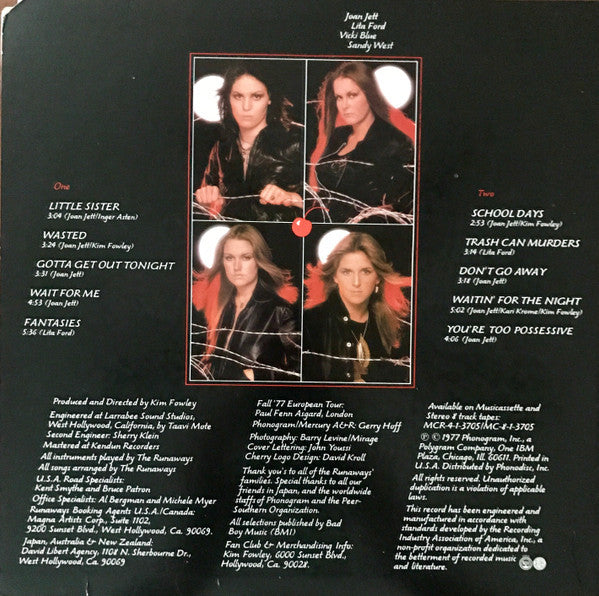 Joan Jett
Lita Ford
Vicki Blue
Sandy West
One
LITTLE SISTER
3:04 (Joan Jett/Inger Asten)
WASTED
3:24 (Joan Jett/Kim Fowley)
GOTTA GET OUT TONIGHT
3:31 (Joan Jett)
WAIT FOR ME
4:53 (Joan Jett)
FANTASIES
5:36 (Lita Ford)
Two
SCHOOL DAYS
2:53 (Joan Jett/Kim Fowley)
TRASH CAN MURDERS
3:14 (Lita Ford)
DON'T GO AWAY
3:14 (Joan Jett)
WAITIN' FOR THE NIGHT
5:02 (Joan Jett/Kari Krome/Kim Fowley)
YOU'RE TOO POSSESSIVE
4:06 (Joan Jett)
Produced and Directed by Kim Fowley
Engineered at Larrabee Sound Studios,
West Hollywood, California, by Taavi Mote
Second Engineer: Sherry Klein
Mastered at Kendun Recorders
All instruments played by The Runaways
All songs arranged by The Runaways
U.S.A. Road Specialists:
Kent Smythe and Bruce Patron
Office Specialists: Al Bergman and Michele Myer
Runaways Booking Agents U.S.A./Canada:
Magna Artists Corp., Suite 1102,
9200 Sunset Blvd., West Hollywood, Ca. 90069.
Japan, Australia & New Zealand:
David Libert Agency, 1108 N. Sherbourne Dr.,
West Hollywood, Ca. 90069
Fall '77 European Tour:
Paul Fenn Asgard, London
Phonogram/Mercury A&R: Gerry Hoff
Photography: Barry Levine/Mirage
Cover Lettering: John Youssi
Cherry Logo Design: David Kroll
Thank you's to all of the Runaways'
families. Special thanks to all our
friends in Japan, and the worldwide
staffs of Phonogram and the Peer-
Southern Organization.
All selections published by Bad
Boy Music (BMI)
Fan Club & Merchandising Info:
Kim Fowley, 6000 Sunset Blvd.,
Hollywood, Ca. 90028.
Available on Musicassette and
Stereo 8 track tapes:
MCR-4-1-3705/MC-8-1-3705
℗ © 1977 Phonogram, Inc., a
Polygram Company, One IBM
Plaza, Chicago, Ill. 60611. Printed in
U.S.A. Distributed by Phonodisc, Inc.
All rights reserved. Unauthorized
duplication is a violation of applicable
laws.
This record has been engineered and
manufactured in accordance with
standards developed by the Recording
Industry Association of America, Inc., a
non-profit organization dedicated to
the betterment of recorded music
and literature.